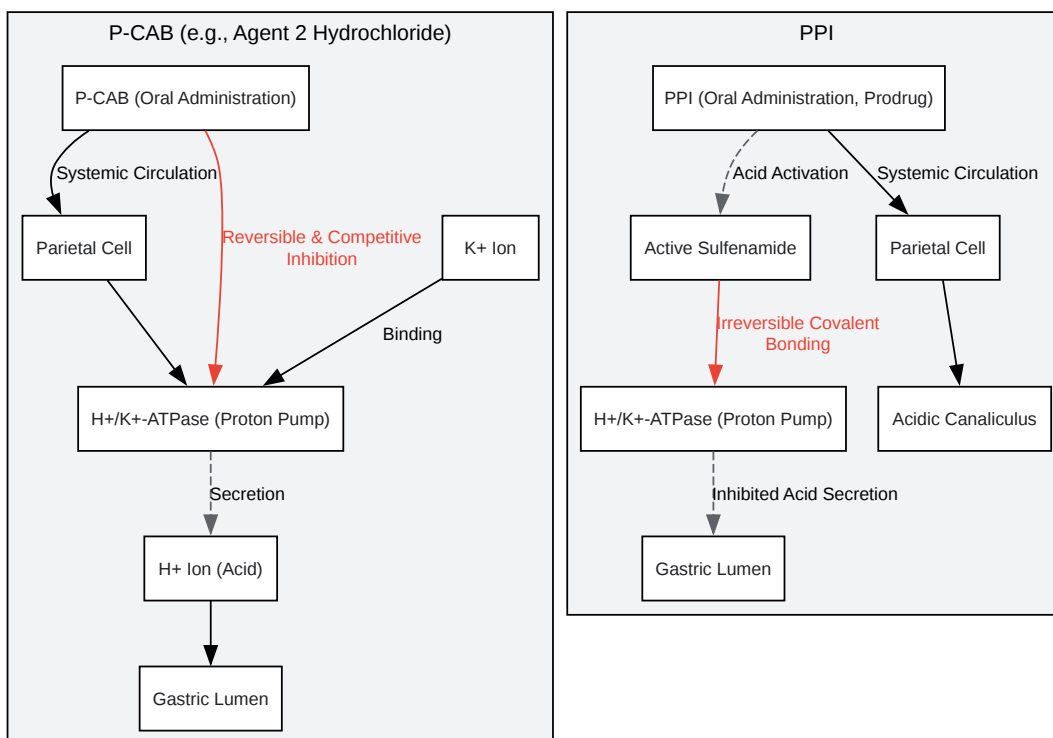 P-CAB (e.g., Agent 2 Hydrochloride)
P-CAB (Oral Administration)
Systemic Circulation
Parietal Cell
Reversible & Competitive
Inhibition
K+ Ion
Binding
H+/K+-ATPase (Proton Pump)
Secretion
H+ Ion (Acid)
Gastric Lumen
PPI
PPI (Oral Administration, Prodrug)
Acid Activation
Systemic Circulation
Active Sulfenamide
Parietal Cell
Irreversible Covalent
Bonding
H+/K+-ATPase (Proton Pump)
Acidic Canaliculus
Inhibited Acid Secretion
Gastric Lumen